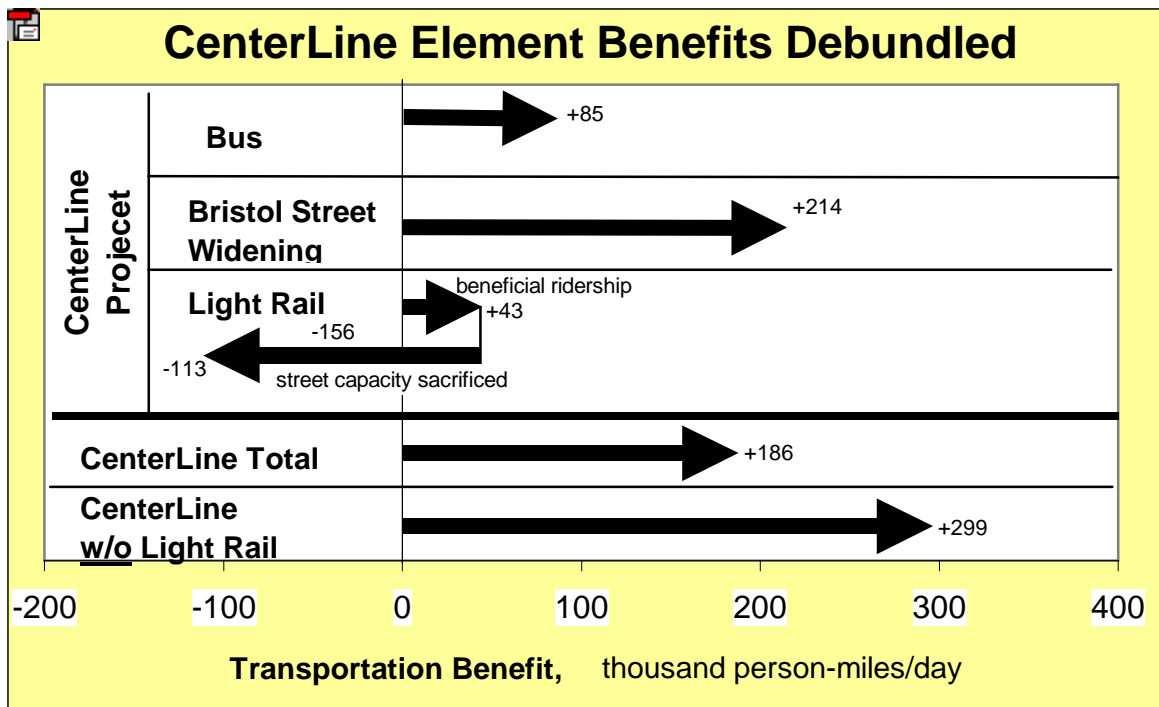 CenterLine Element Benefits Debundled
CenterLine
Projecet
Bus
+85
Bristol Street
Widening
+214
Light Rail
beneficial ridership
+43
-156
-113
street capacity sacrificed
CenterLine Total
+186
CenterLine
w/o Light Rail
+299
-200 -100 0 100 200 300 400
Transportation Benefit, thousand person-miles/day